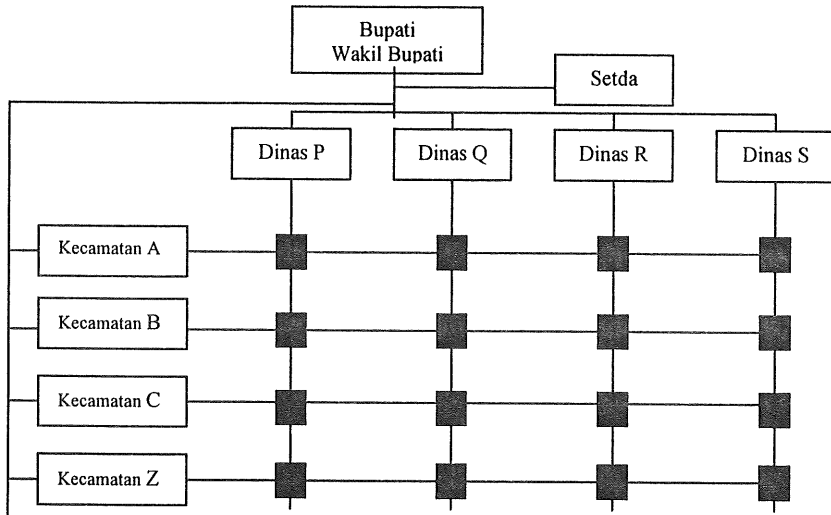 Bupati
Wakil Bupati
Setda
Dinas P
Dinas Q
Dinas R
Dinas S
Kecamatan A
Kecamatan B
Kecamatan C
Kecamatan Z